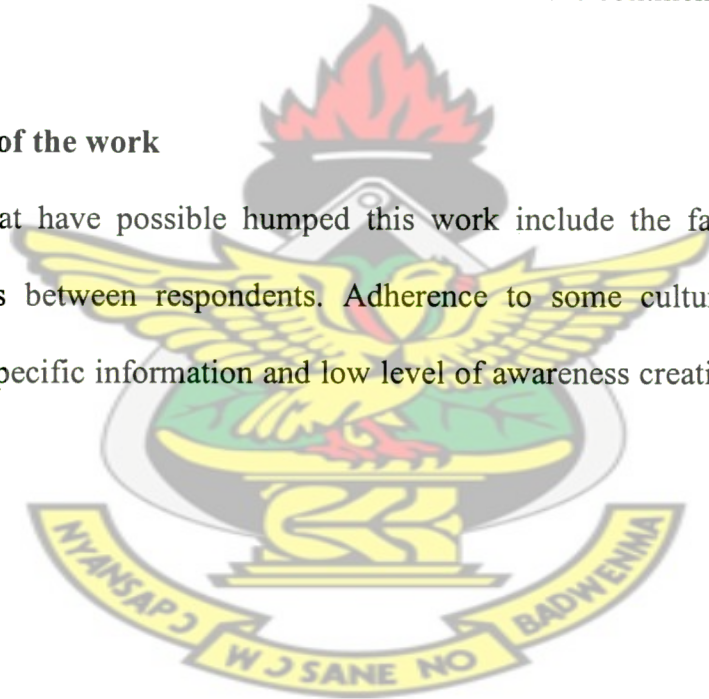 of the work
at have possible humped this work include the fa
s between respondents. Adherence to some cultu
pecific information and low level of awareness creati
NYANSAPƆ WƆSANE NO BADWENMA